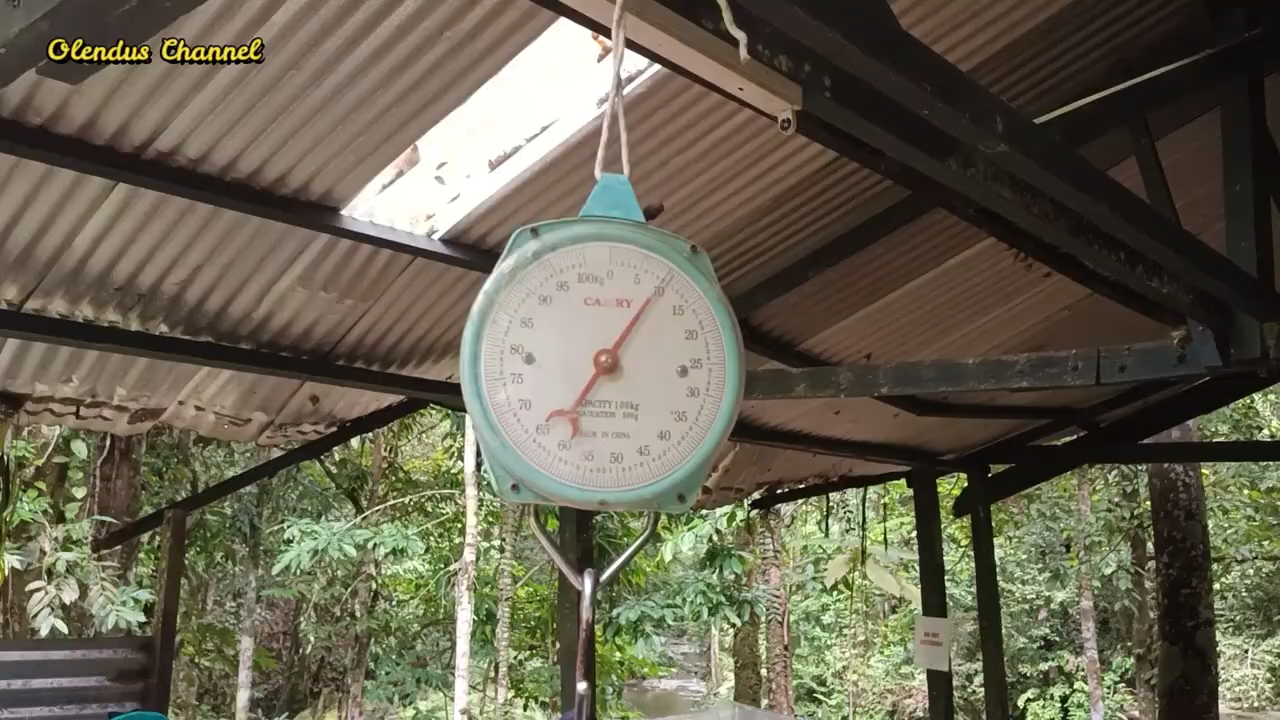 Olendus Channel
100Kg 0 5 10 15 20 25 30 35 40 45 50 55 60 65 70 75 80 85 90 95
CAMRY
CAPACITY 100kg
GRADUATION 500g
MADE IN CHINA